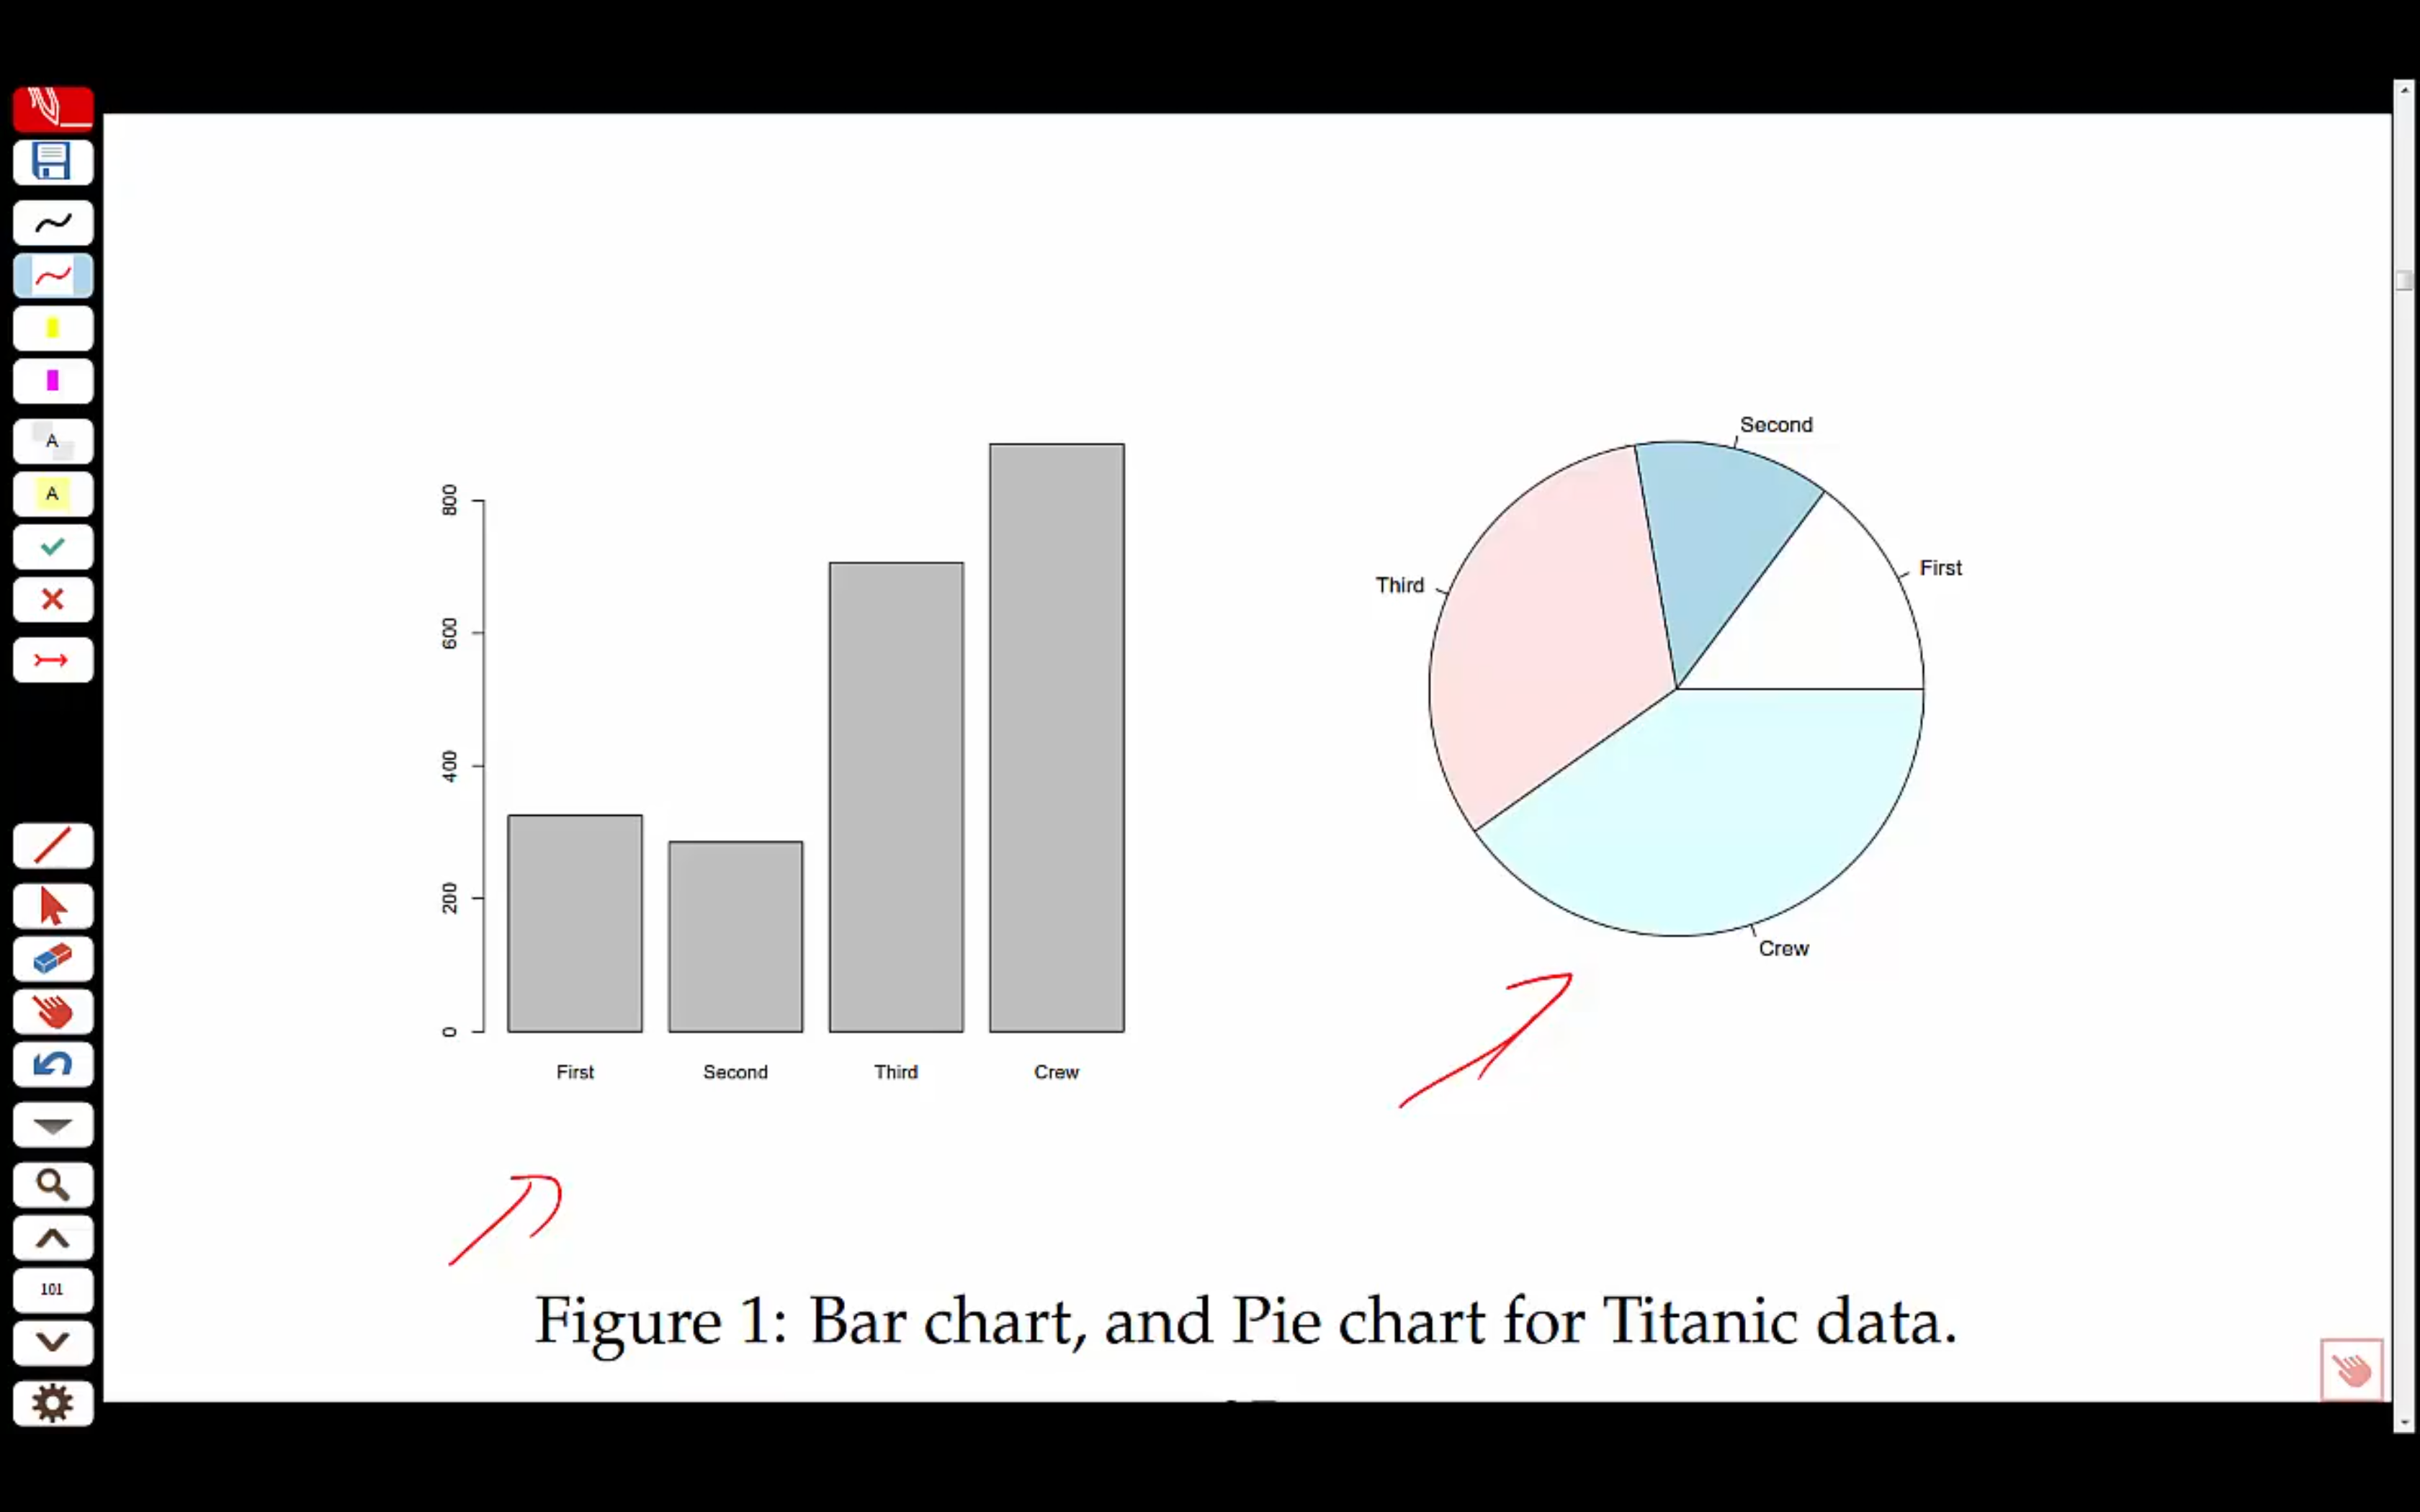 A
A
101
800
600
400
200
0
First
Second
Third
Crew
Second
First
Third
Crew
Figure 1: Bar chart, and Pie chart for Titanic data.